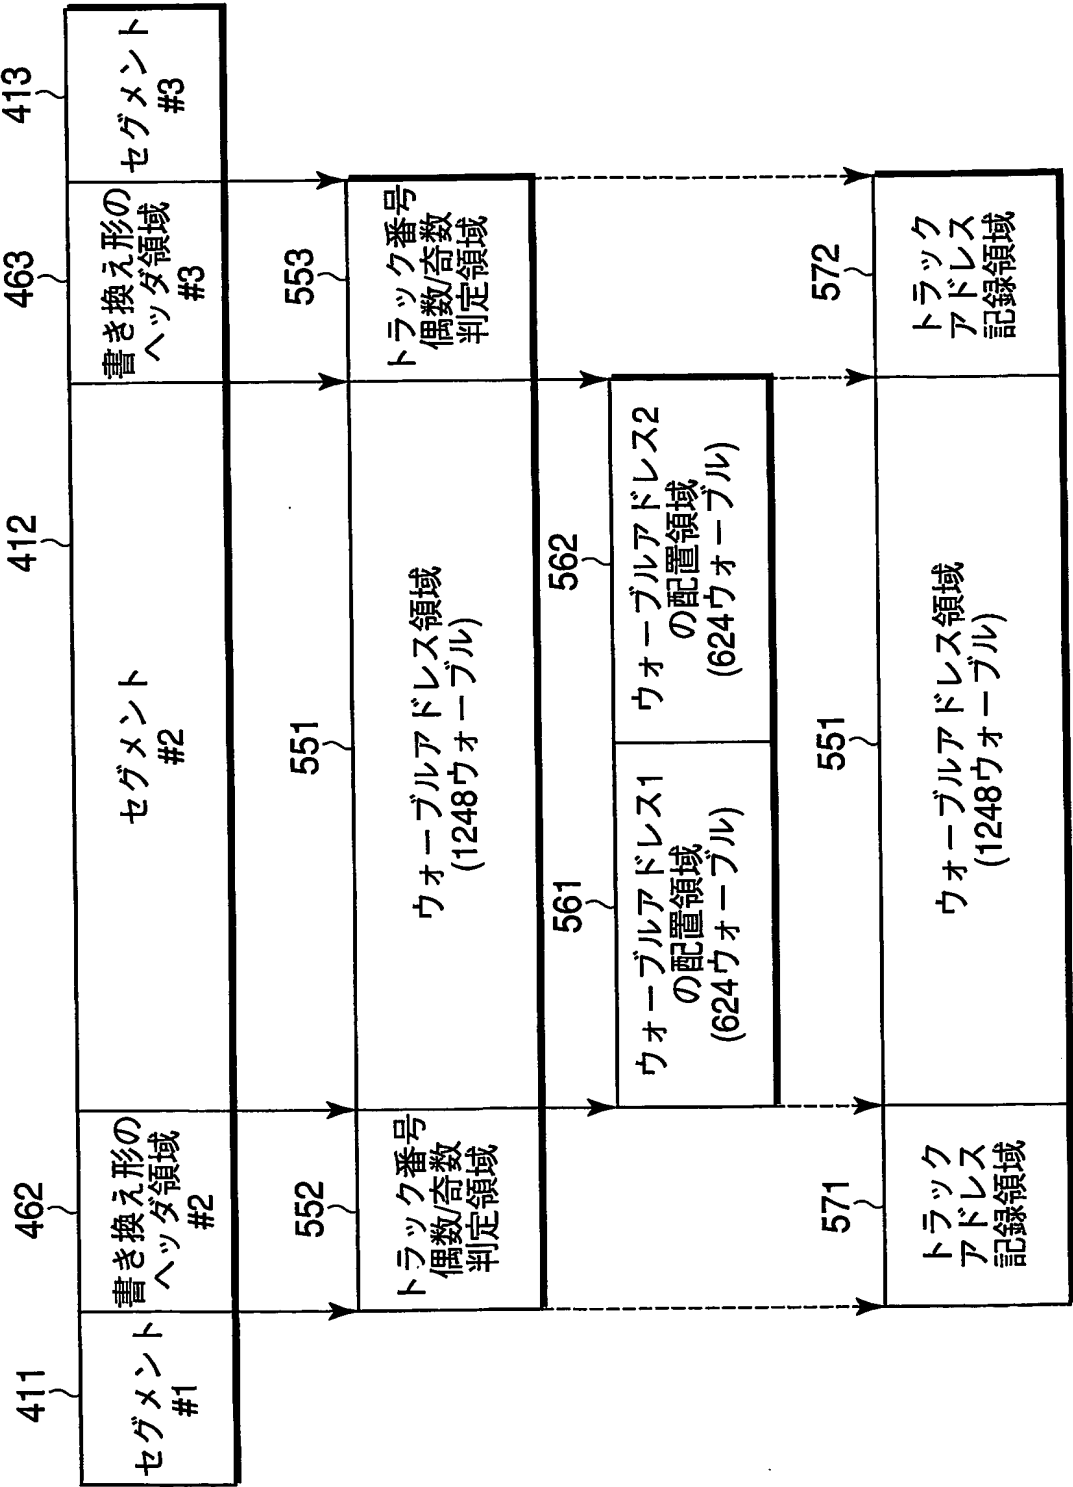 411
462
412
463
413
セグメント
#1
書き換え形の
ヘッダ領域
#2
セグメント
#2
書き換え形の
ヘッダ領域
#3
セグメント
#3
552
551
553
トラック番号
偶数/奇数
判定領域
ウォーブルアドレス領域
(1248ウォーブル)
トラック番号
偶数/奇数
判定領域
561
562
ウォーブルアドレス1
の配置領域
(624ウォーブル)
ウォーブルアドレス2
の配置領域
(624ウォーブル)
571
551
572
トラック
アドレス
記録領域
ウォーブルアドレス領域
(1248ウォーブル)
トラック
アドレス
記録領域